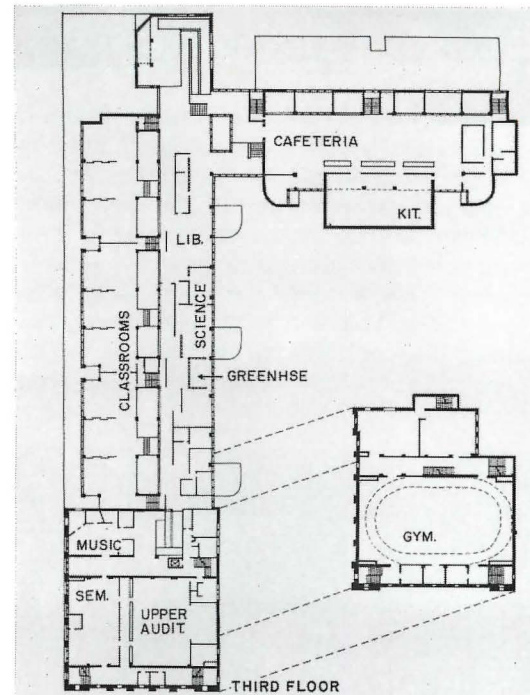 CAFETERIA
KIT.
LIB.
SCIENCE
CLASSROOMS
GREENHSE
GYM.
MUSIC
SEM.
UPPER
AUDIT.
THIRD FLOOR